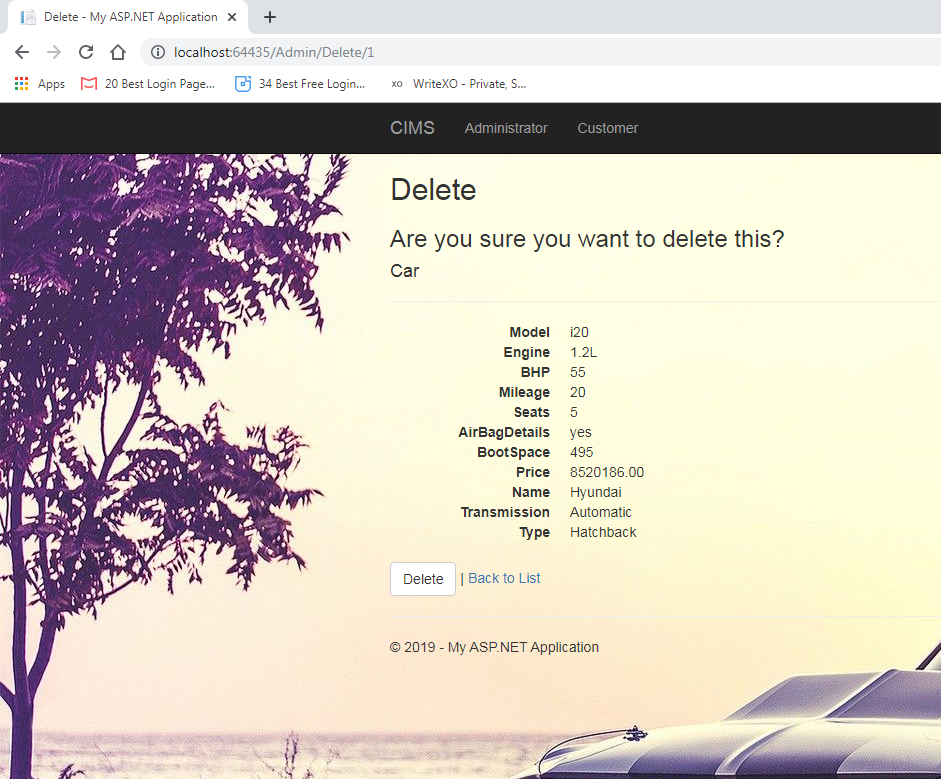 Delete - My ASP.NET Application
localhost:64435/Admin/Delete/1
Apps 20 Best Login Page... 34 Best Free Login... XO WriteXO - Private, S...
CIMS Administrator Customer
Delete
Are you sure you want to delete this?
Car
Model i20
Engine 1.2L
BHP 55
Mileage 20
Seats 5
AirBagDetails yes
BootSpace 495
Price 8520186.00
Name Hyundai
Transmission Automatic
Type Hatchback
Delete | Back to List
© 2019 - My ASP.NET Application